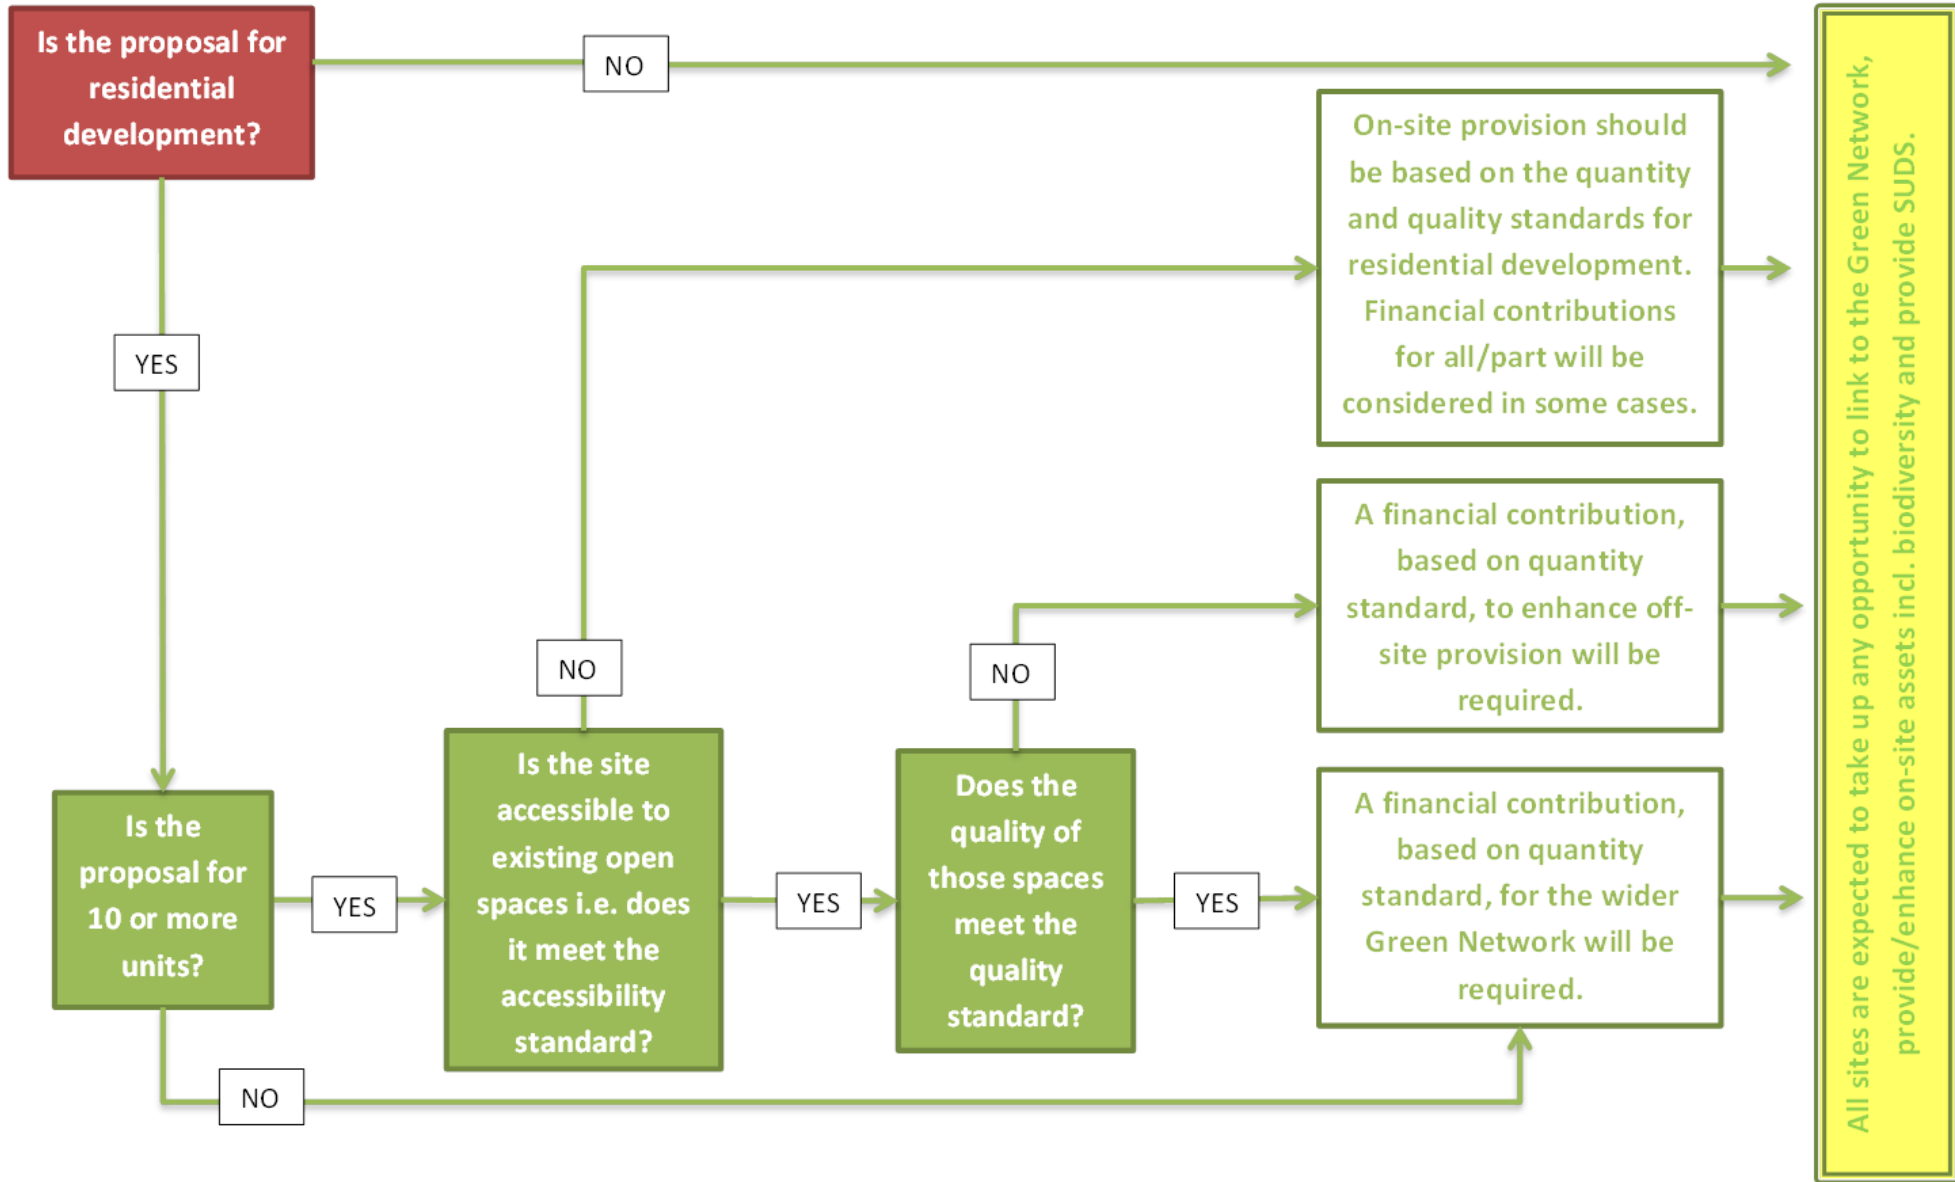 Is the proposal for
residential
development?
NO
YES
On-site provision should
be based on the quantity
and quality standards for
residential development.
Financial contributions
for all/part will be
considered in some cases.
NO
A financial contribution,
based on quantity
standard, to enhance off-
site provision will be
required.
NO
Is the
proposal for
10 or more
units?
YES
Is the site
accessible to
existing open
spaces i.e. does
it meet the
accessibility
standard?
YES
Does the
quality of
those spaces
meet the
quality
standard?
YES
A financial contribution,
based on quantity
standard, for the wider
Green Network will be
required.
NO
All sites are expected to take up any opportunity to link to the Green Network,
provide/enhance on-site assets incl. biodiversity and provide SUDS.